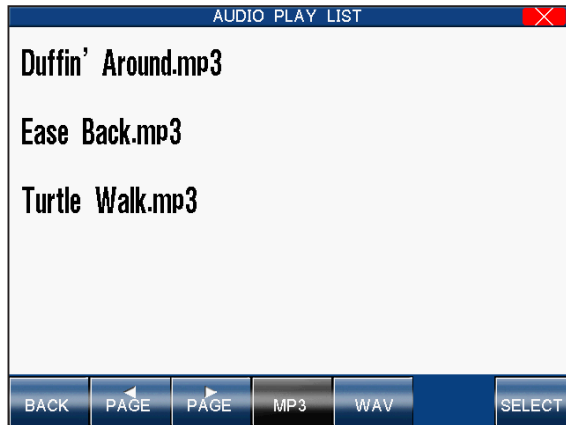 AUDIO PLAY LIST
Duffin' Around.mp3
Ease Back.mp3
Turtle Walk.mp3
BACK PAGE PAGE MP3 WAV SELECT